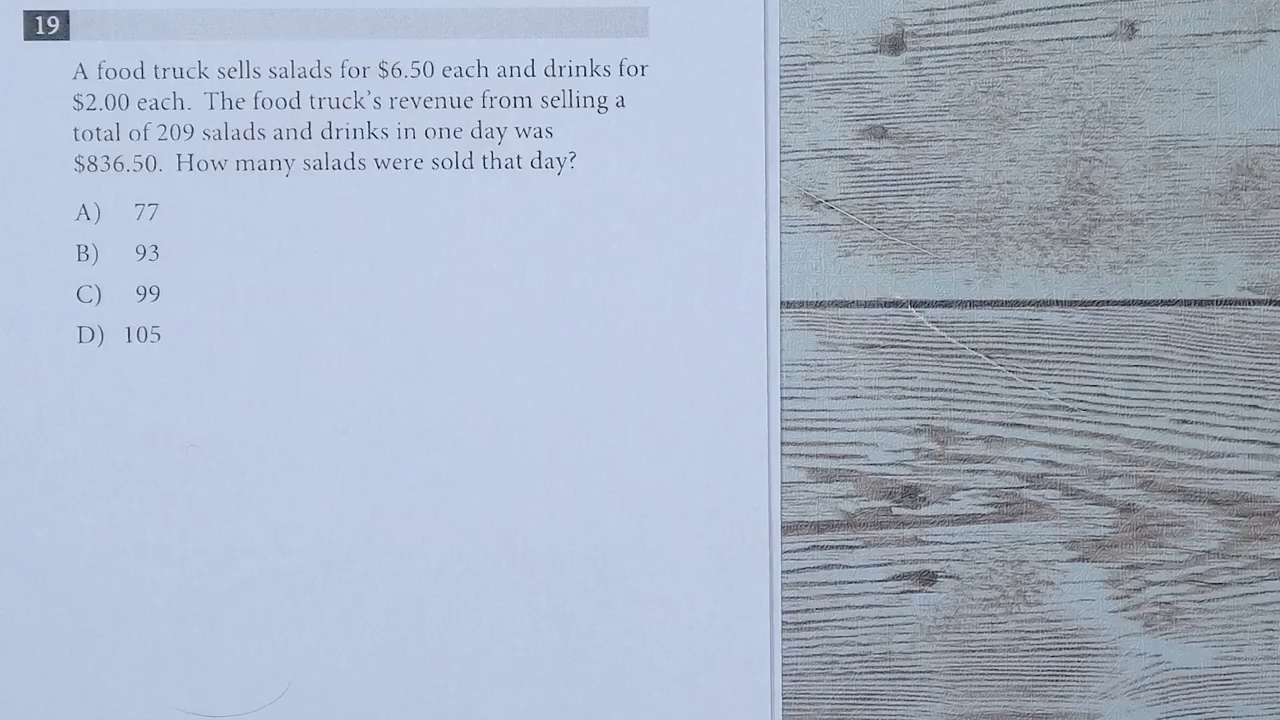 19
A food truck sells salads for $6.50 each and drinks for
$2.00 each. The food truck's revenue from selling a
total of 209 salads and drinks in one day was
$836.50. How many salads were sold that day?
A) 77
B) 93
C) 99
D) 105